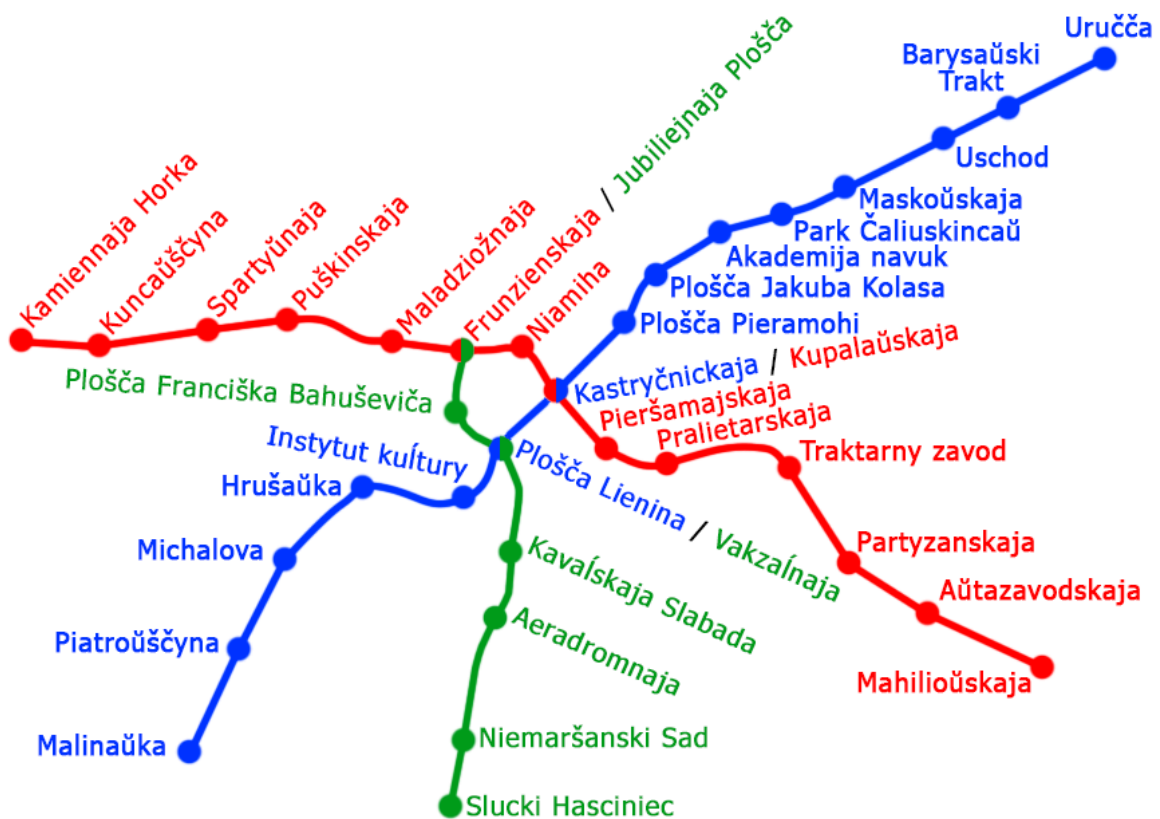 Uručča
Barysaŭski
Trakt
Uschod
Maskoŭskaja
Park Čaliuskincaŭ
Akademija navuk
Plošča Jakuba Kolasa
Plošča Pieramohi
Kastryčnickaja / Kupalaŭskaja
Kamiennaja Horka
Kuncaŭščyna
Spartyŭnaja
Puškinskaja
Maladziožnaja
Frunzienskaja / Jubiliejnaja Plošča
Niamiha
Pieršamajskaja
Pralietarskaja
Traktarny zavod
Partyzanskaja
Aŭtazavodskaja
Mahilioŭskaja
Plošča Franciška Bahuševiča
Instytut kuĺtury
Plošča Lienina / Vakzaĺnaja
Hrušaŭka
Michalova
Piatroŭščyna
Malinaŭka
Kavaĺskaja Slabada
Aeradromnaja
Niemaršanski Sad
Slucki Hasciniec